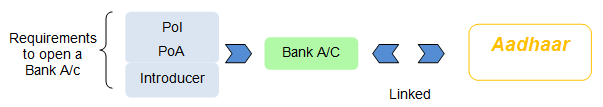 Requirements
to open a
Bank A/c
PoI
PoA
Introducer
Bank A/C
Linked
Aadhaar